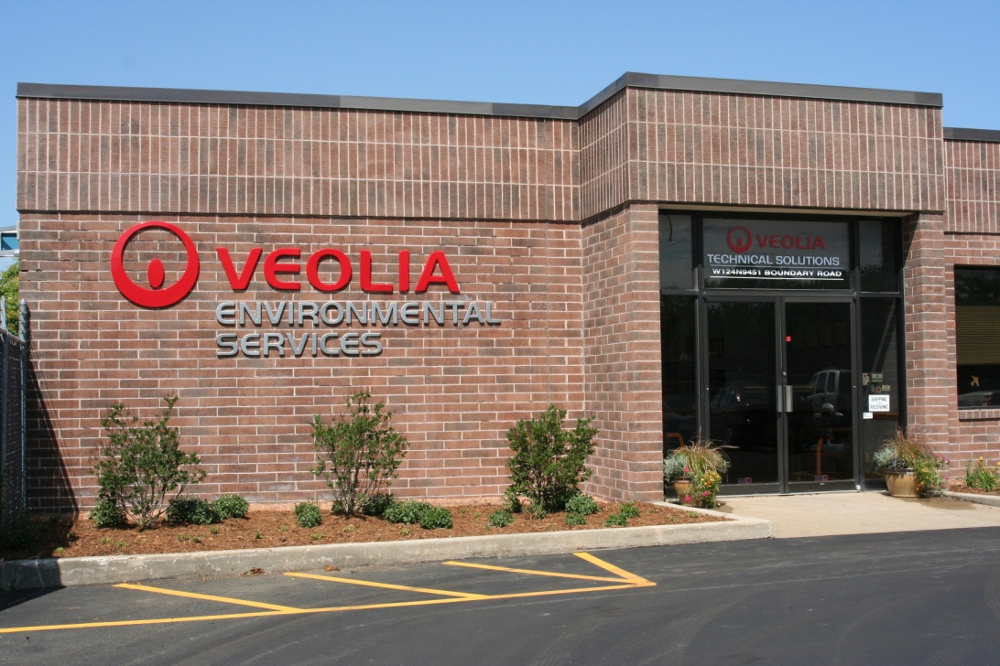 VEOLIA
ENVIRONMENTAL
SERVICES
VEOLIA
TECHNICAL SOLUTIONS
W124N9451 BOUNDARY ROAD
SHIPPING
RECEIVING